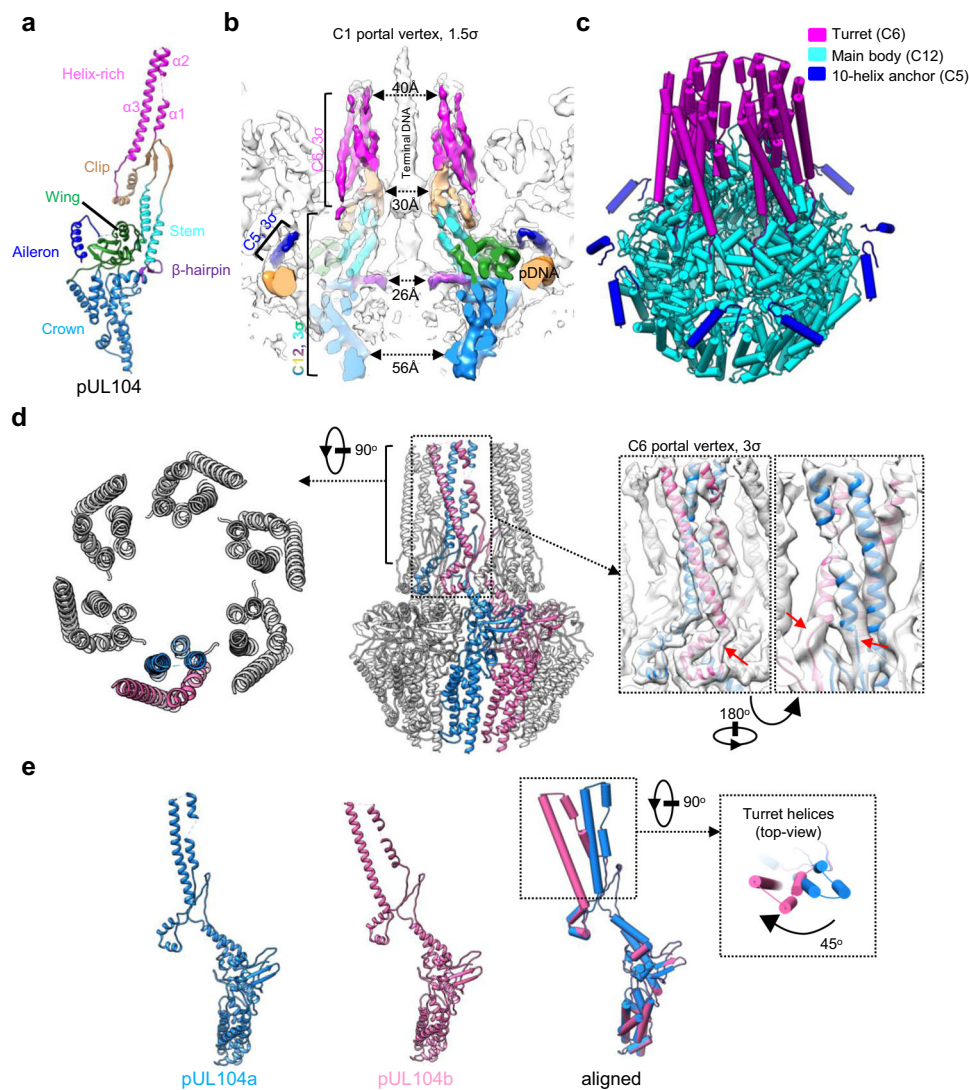 a
Helix-rich
α2
α3
α1
Clip
Wing
Stem
Aileron
β-hairpin
Crown
pUL104
b
C1 portal vertex, 1.5σ
40Å
Terminal DNA
C6, 3σ
30Å
C5, 3σ
pDNA
26Å
C12, 3σ
56Å
c
Turret (C6)
Main body (C12)
10-helix anchor (C5)
d
90°
C6 portal vertex, 3σ
180°
e
90°
Turret helices
(top-view)
45°
pUL104a
pUL104b
aligned